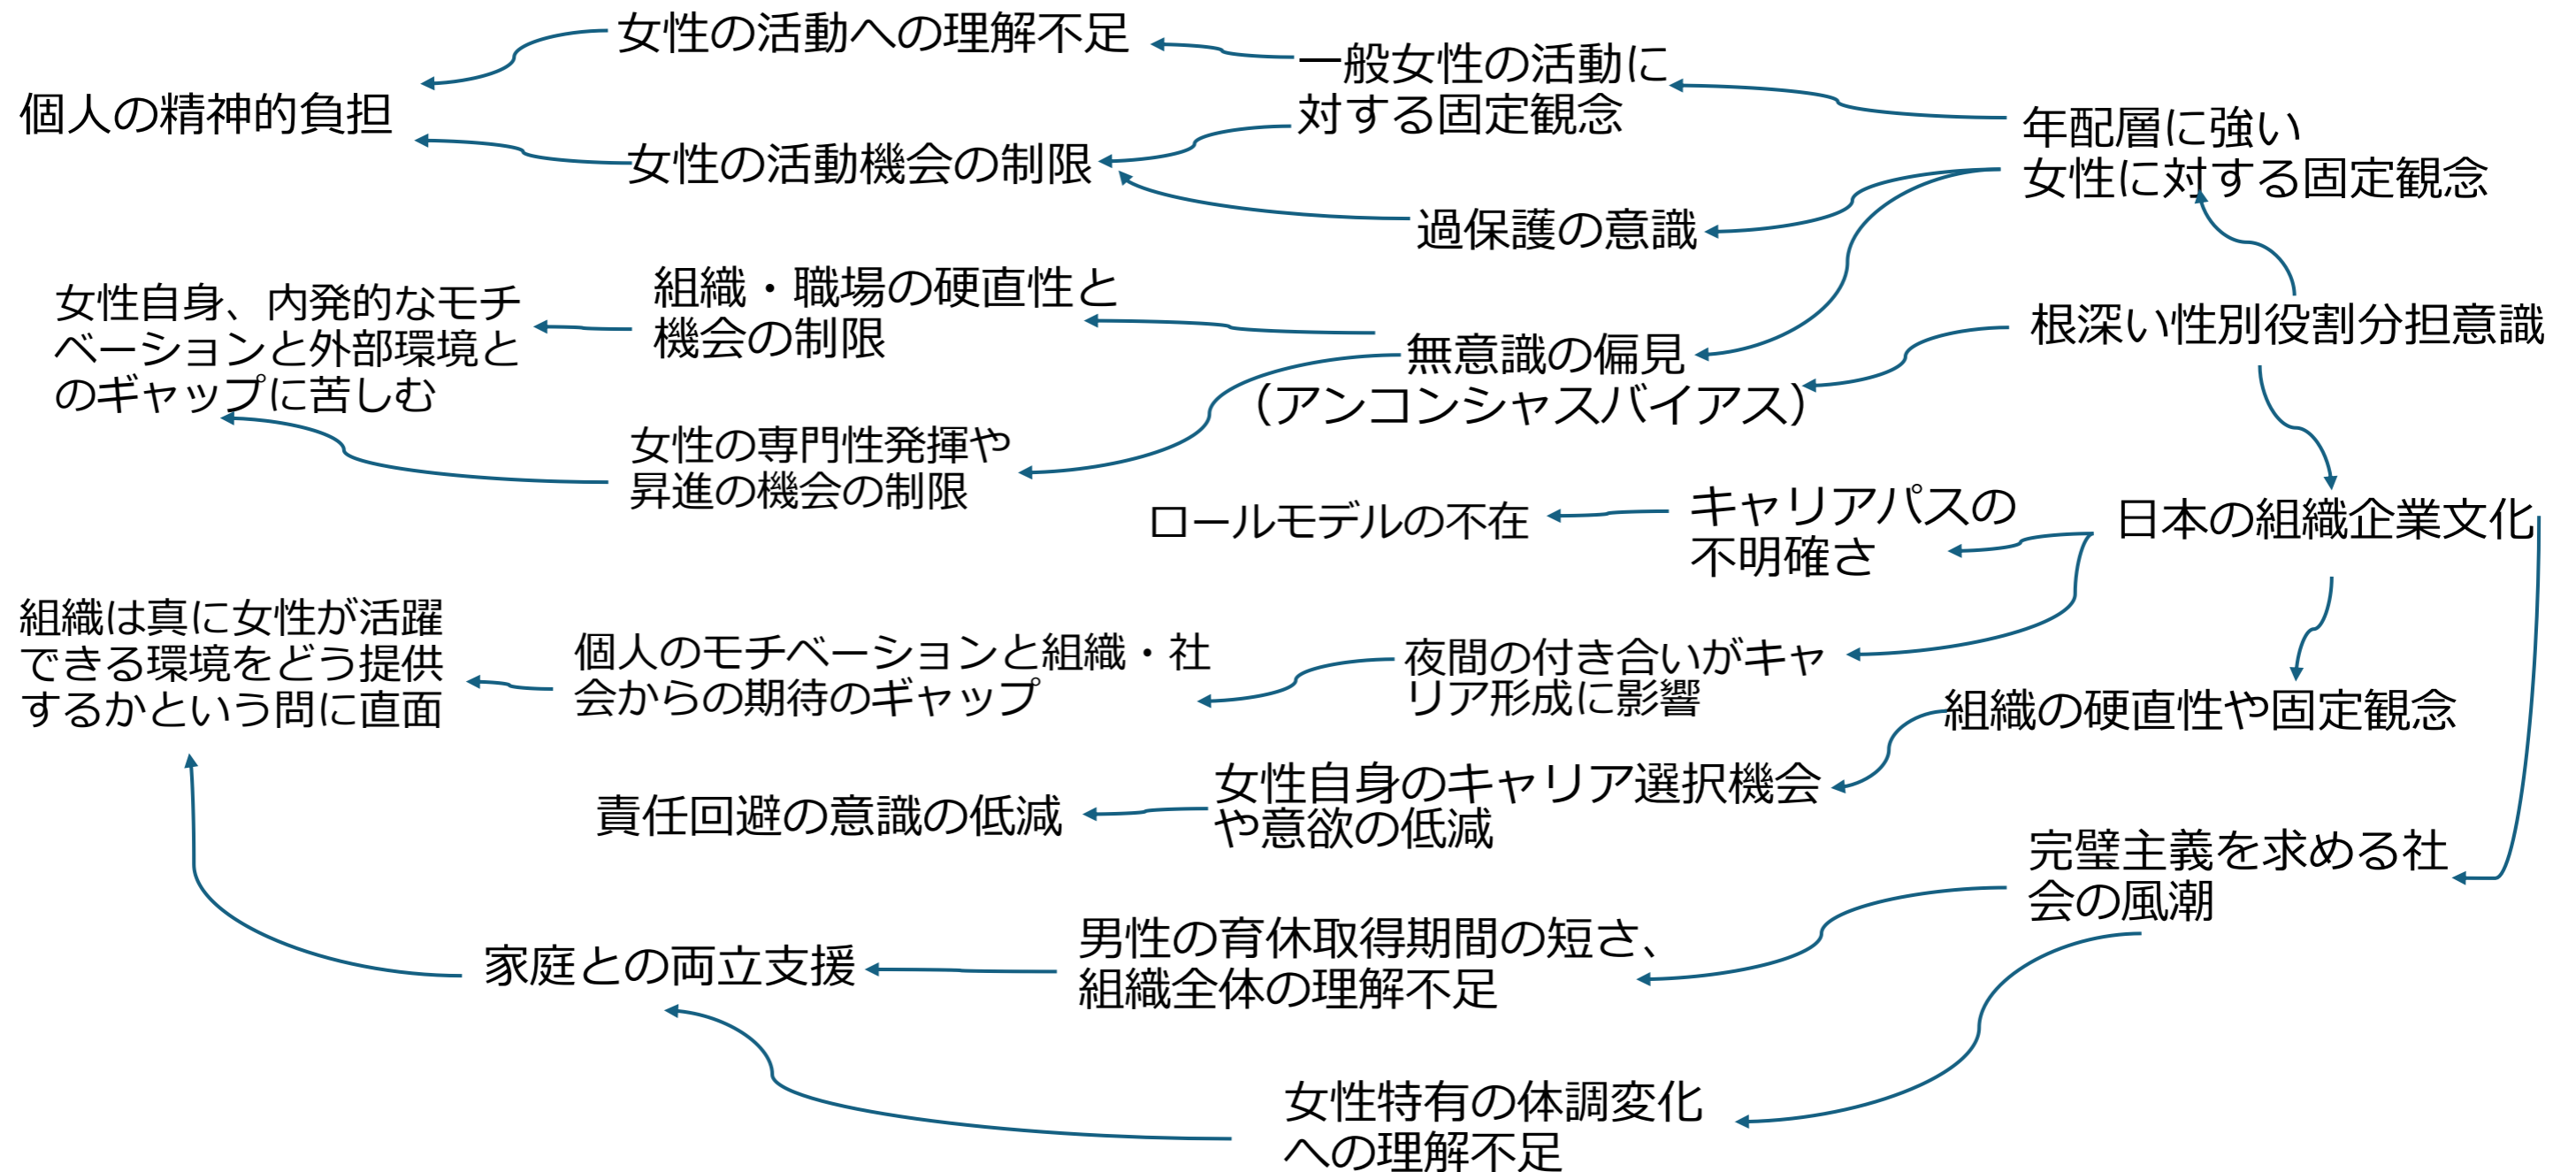 女性の活動への理解不足
個人の精神的負担
女性の活動機会の制限
一般女性の活動に
対する固定観念
年配層に強い
女性に対する固定観念
過保護の意識
女性自身、内発的なモチ
ベーションと外部環境と
のギャップに苦しむ
組織・職場の硬直性と
機会の制限
無意識の偏見
（アンコンシャスバイアス）
根深い性別役割分担意識
女性の専門性発揮や
昇進の機会の制限
ロールモデルの不在
キャリアパスの
不明確さ
日本の組織企業文化
組織は真に女性が活躍
できる環境をどう提供
するかという問に直面
個人のモチベーションと組織・社
会からの期待のギャップ
夜間の付き合いがキャ
リア形成に影響
組織の硬直性や固定観念
責任回避の意識の低減
女性自身のキャリア選択機会
や意欲の低減
完璧主義を求める社
会の風潮
家庭との両立支援
男性の育休取得期間の短さ、
組織全体の理解不足
女性特有の体調変化
への理解不足